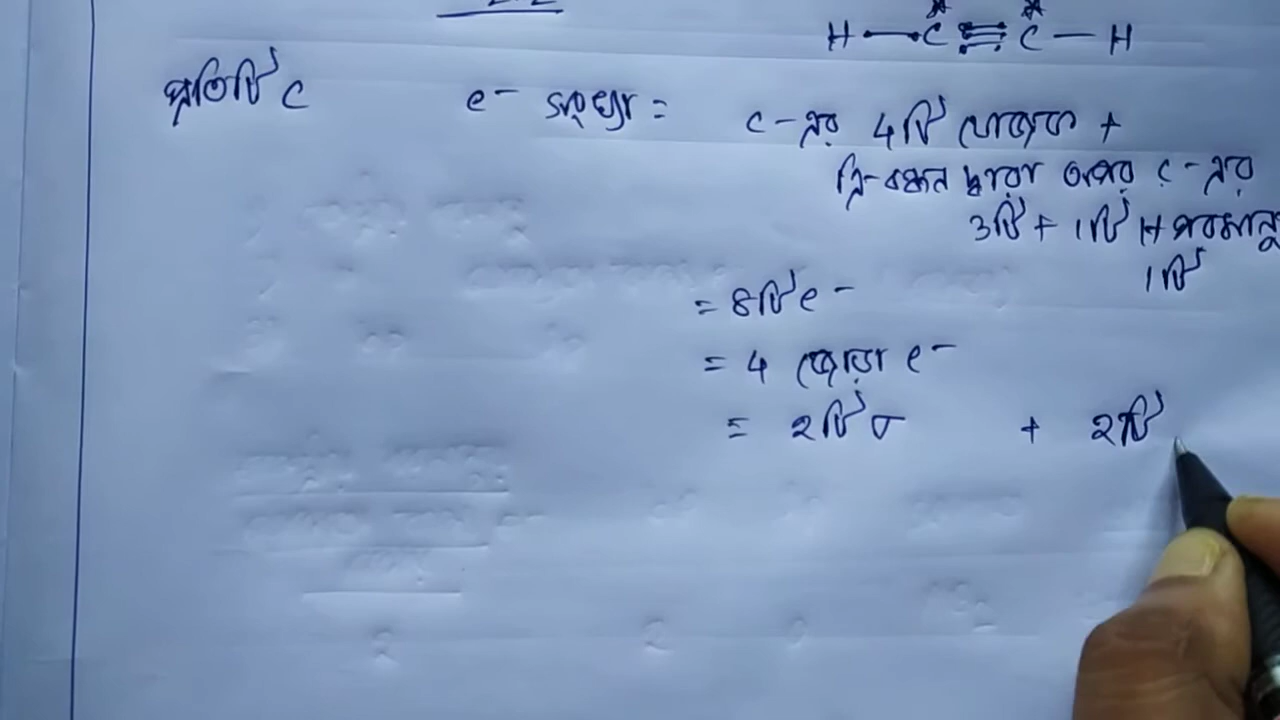 H — C ≡ C — H
প্রতিটি C e⁻ সংখ্যা = C-এর 4টি যোজ্যতা +
ত্রি-বন্ধন দ্বারা অপর C-এর
3টি + 1টি H পরমানু
1টি
= 8টি e⁻
= 4 জোড়া e⁻
= 2টি σ + 2টি